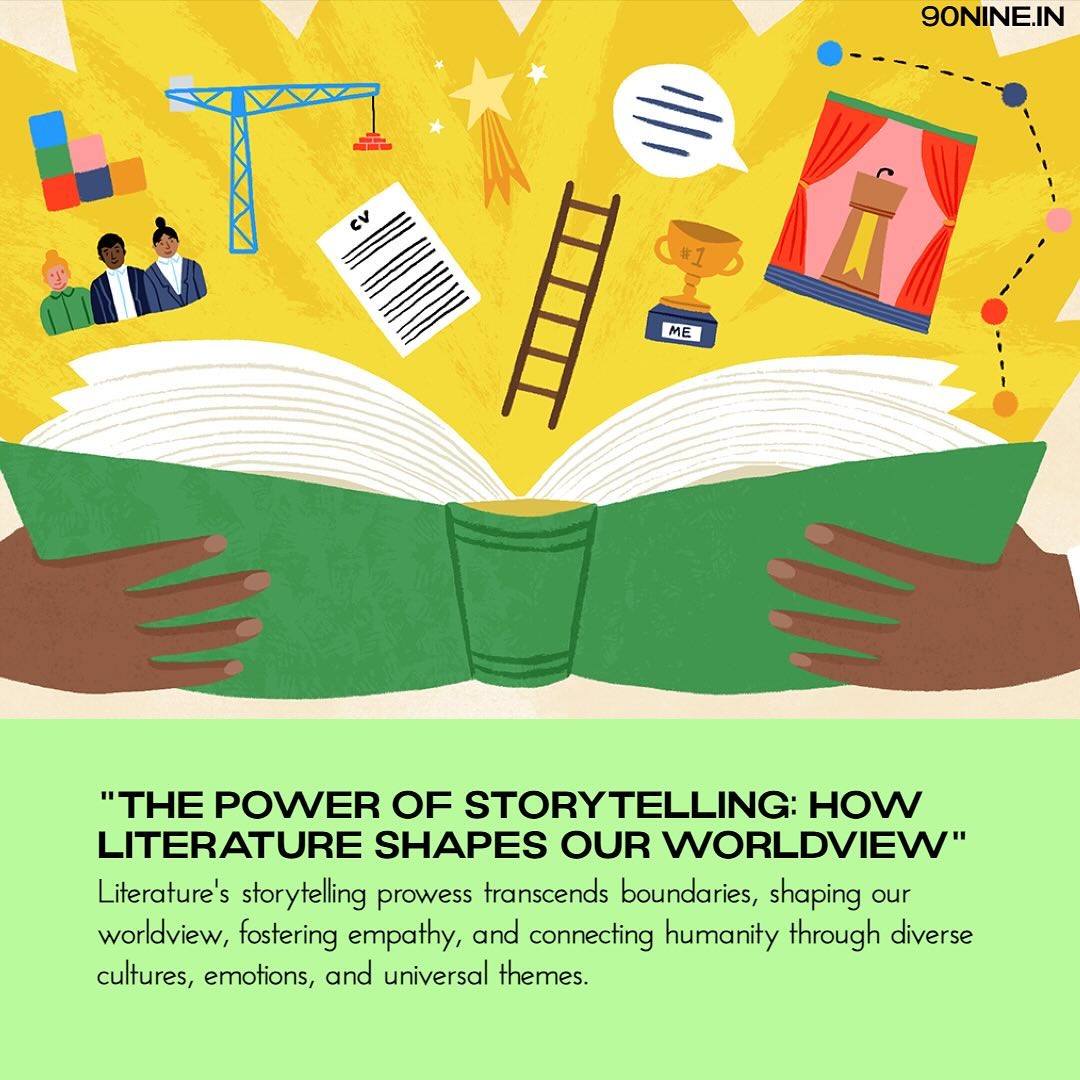 90NINE.IN
CV
#1
ME
"THE POWER OF STORYTELLING: HOW
LITERATURE SHAPES OUR WORLDVIEW"
Literature's storytelling prowess transcends boundaries, shaping our
worldview, fostering empathy, and connecting humanity through diverse
cultures, emotions, and universal themes.